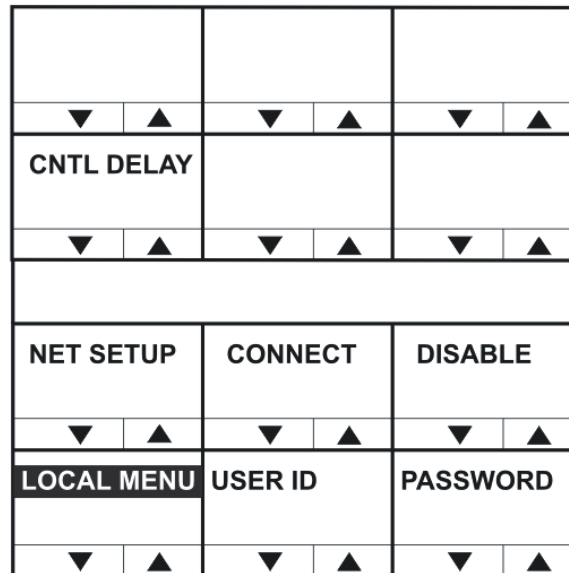 CNTL DELAY
NET SETUP CONNECT DISABLE
LOCAL MENU USER ID PASSWORD